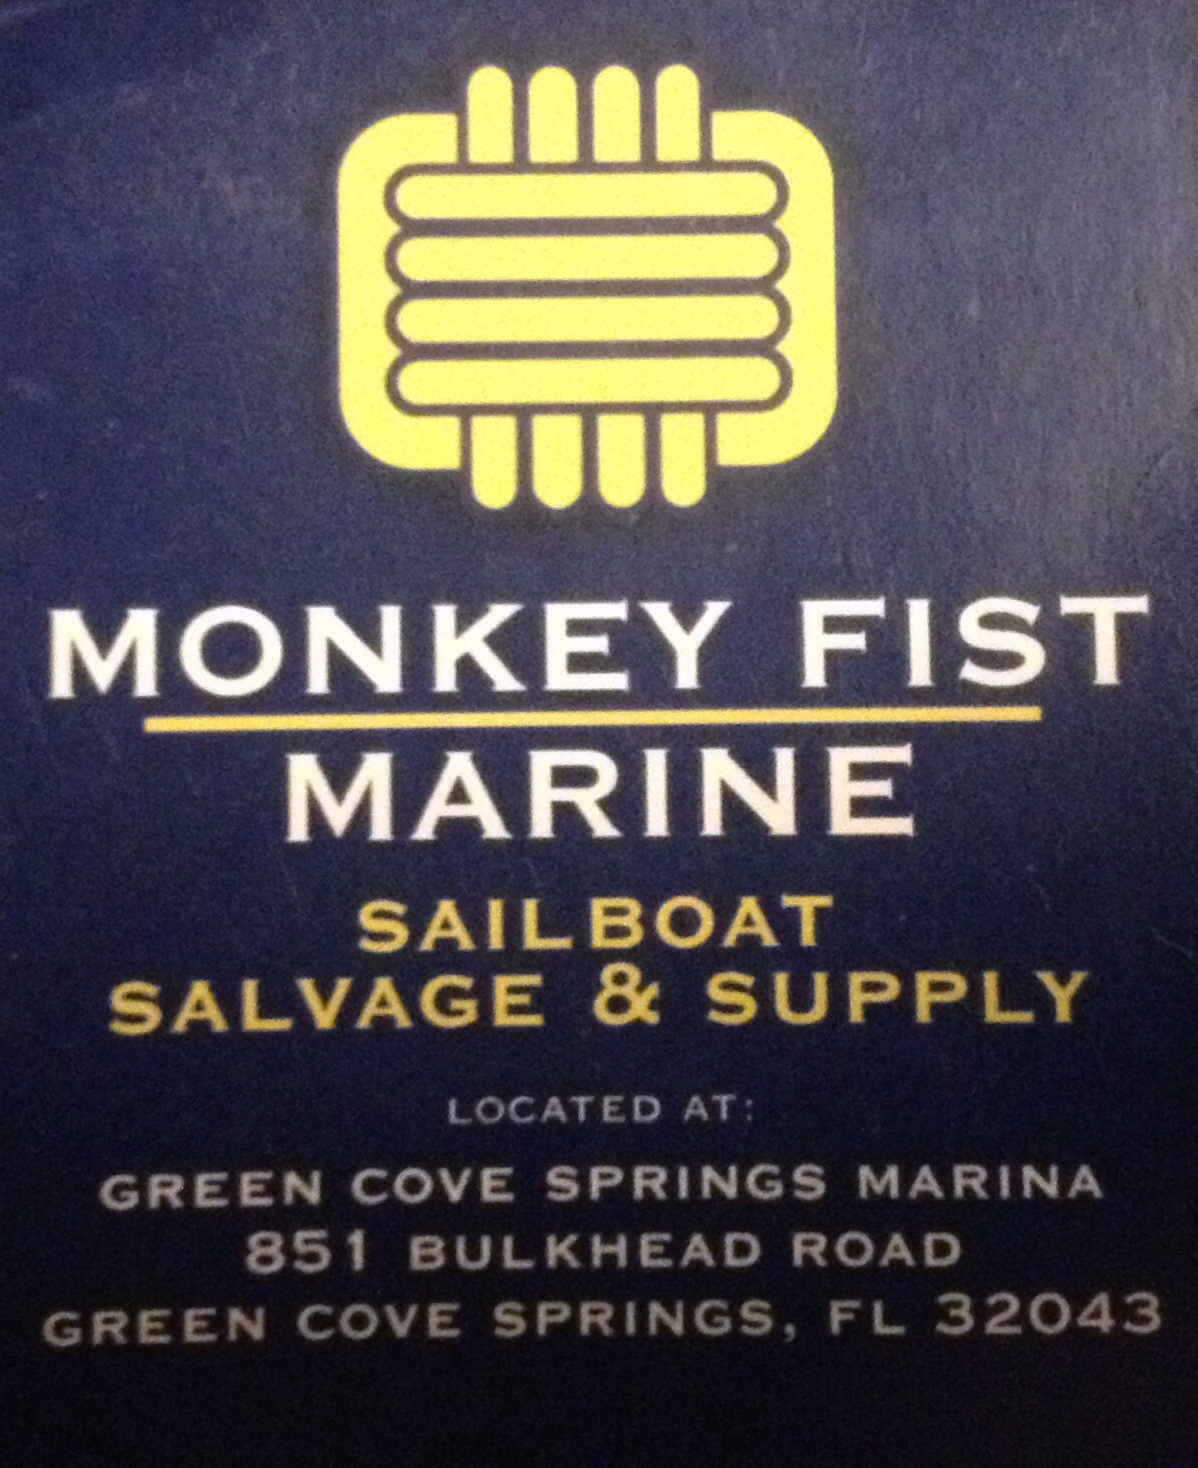 MONKEY FIST
MARINE
SAILBOAT
SALVAGE & SUPPLY
LOCATED AT:
GREEN COVE SPRINGS MARINA
851 BULKHEAD ROAD
GREEN COVE SPRINGS, FL 32043